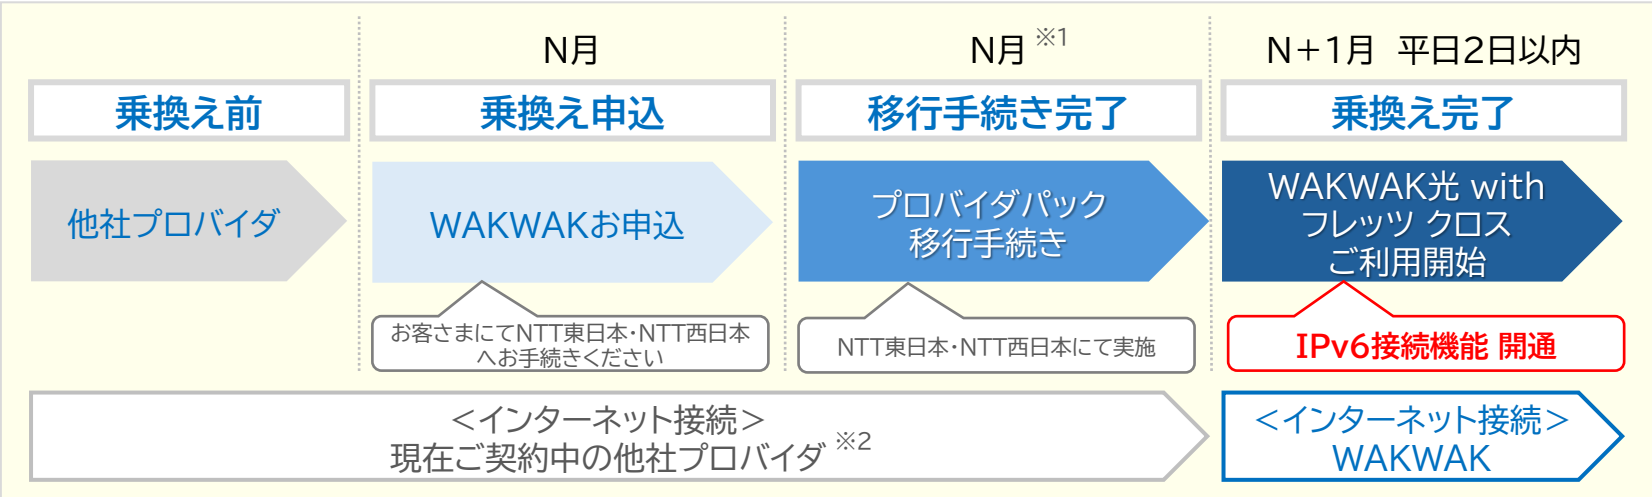 N月
N月 ※1
N+1月 平日2日以内
乗換え前
乗換え申込
移行手続き完了
乗換え完了
他社プロバイダ
WAKWAKお申込
プロバイダパック
移行手続き
WAKWAK光 with
フレッツ クロス
ご利用開始
お客さまにてNTT東日本・NTT西日本
へお手続きください
NTT東日本・NTT西日本にて実施
IPv6接続機能 開通
<インターネット接続>
現在ご契約中の他社プロバイダ ※2
<インターネット接続>
WAKWAK